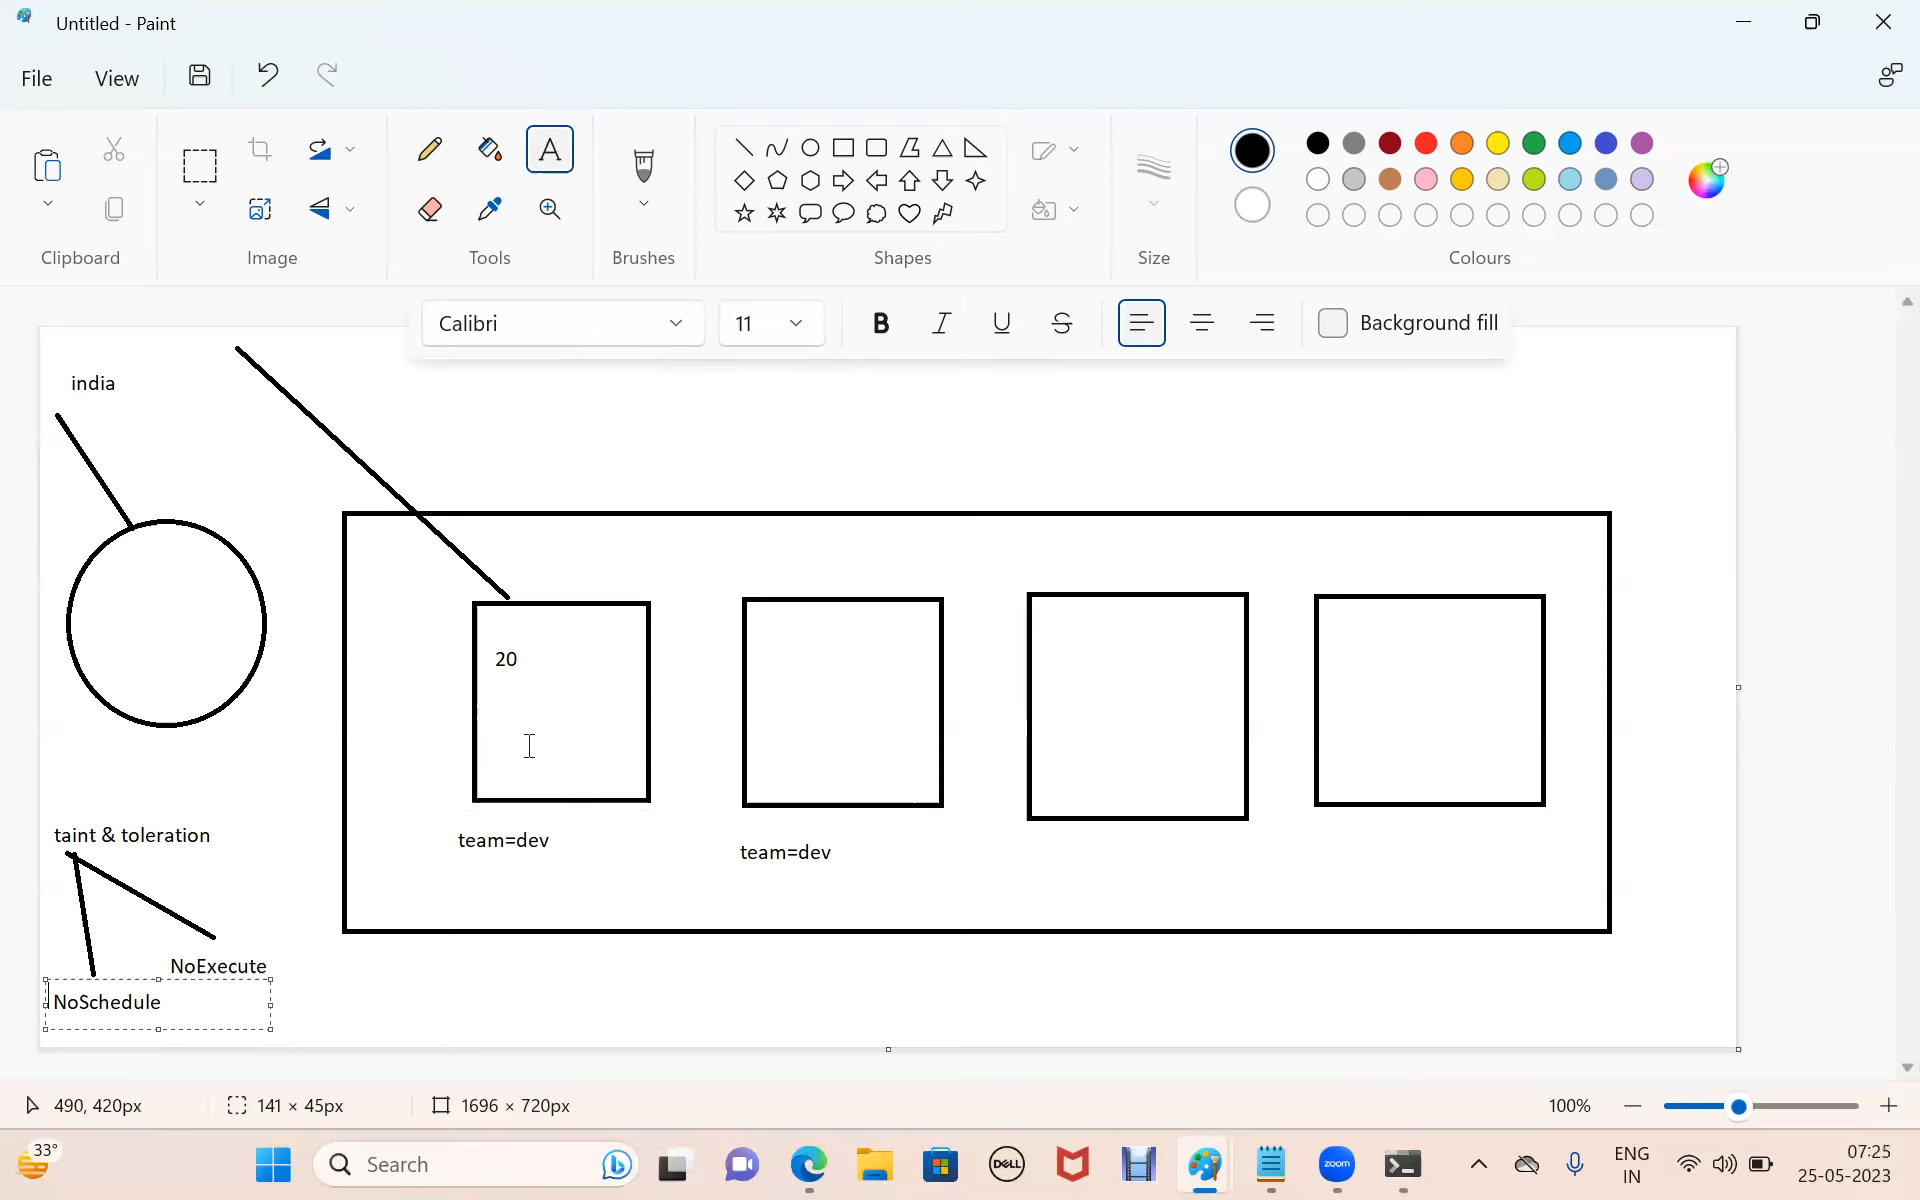 Untitled - Paint
File
View
Clipboard
Image
Tools
Brushes
Shapes
Size
Colours
Calibri
11
B
I
U
S
Background fill
india
20
team=dev
team=dev
taint & toleration
NoExecute
NoSchedule
490, 420px
141 × 45px
1696 × 720px
100%
33°
Search
DELL
zoom
ENG
IN
07:25
25-05-2023